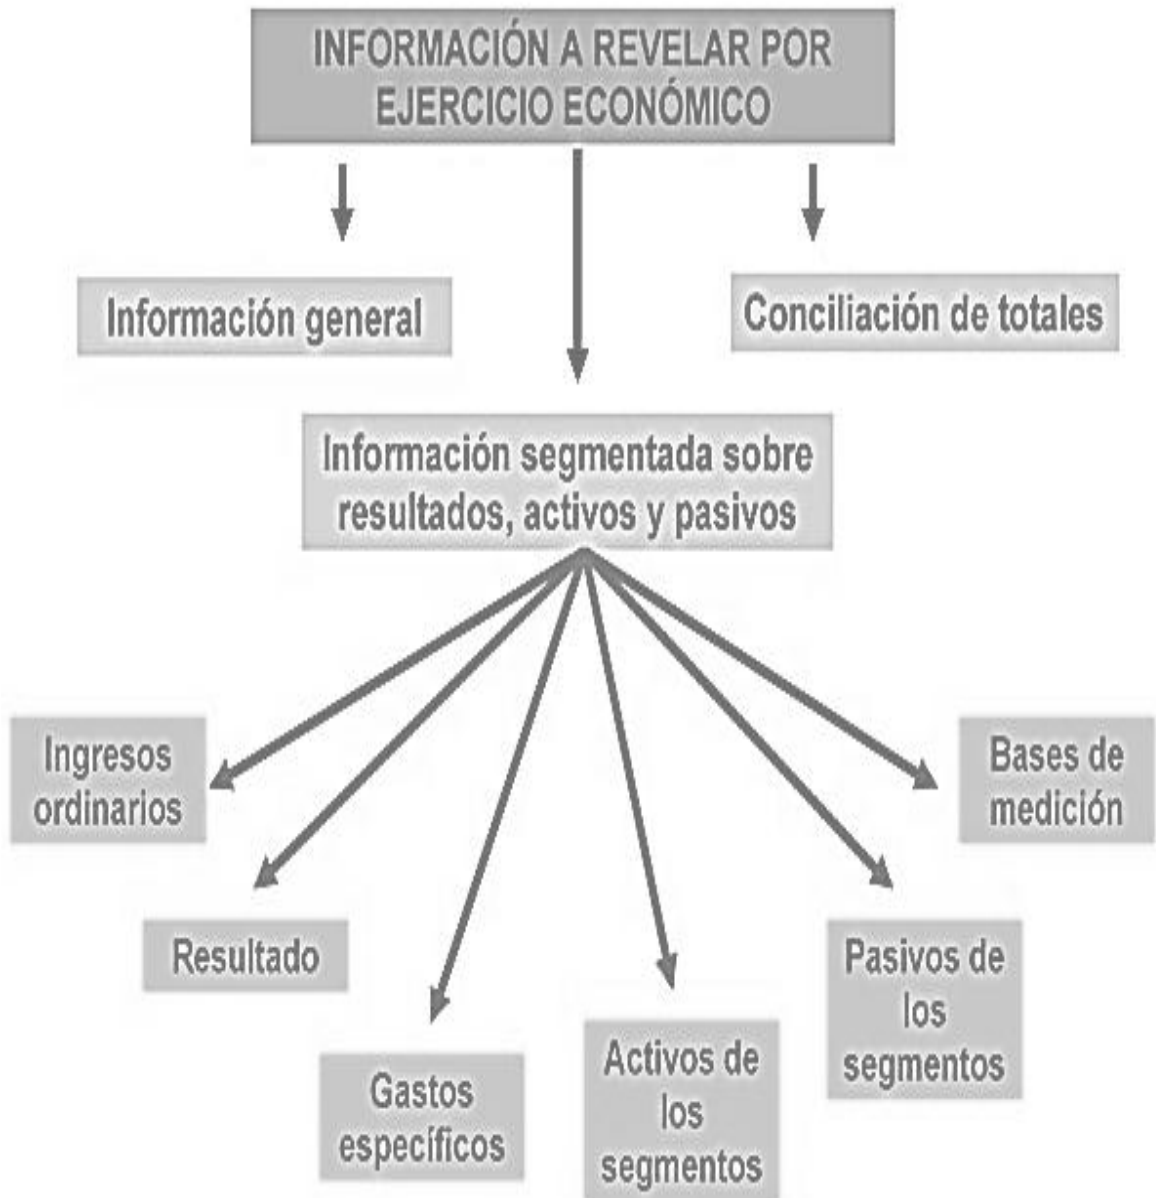 INFORMACIÓN A REVELAR POR
EJERCICIO ECONÓMICO
Información general
Conciliación de totales
Información segmentada sobre
resultados, activos y pasivos
Ingresos
ordinarios
Bases de
medición
Resultado
Pasivos de
los
segmentos
Gastos
específicos
Activos de
los
segmentos